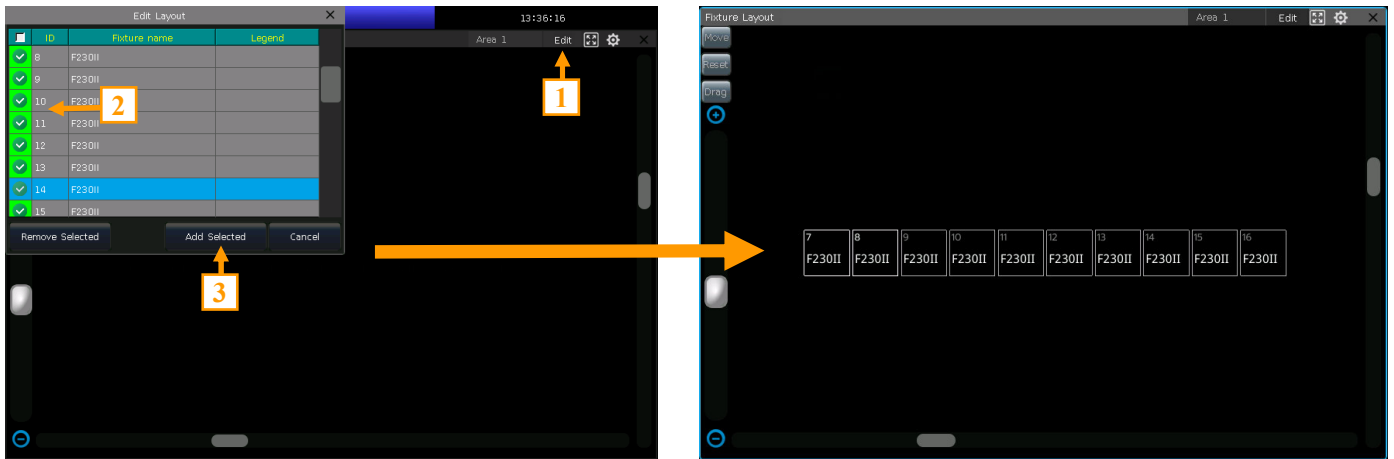 Edit Layout
13:36:16
ID Fixture name Legend
Area 1 Edit
8 F230II
9 F230II
10 F230II
11 F230II
12 F230II
13 F230II
14 F230II
15 F230II
1
2
Remove Selected Add Selected Cancel
3
Fixture Layout Area 1 Edit
Move
Reset
Drag
7 8 9 10 11 12 13 14 15 16
F230II F230II F230II F230II F230II F230II F230II F230II F230II F230II